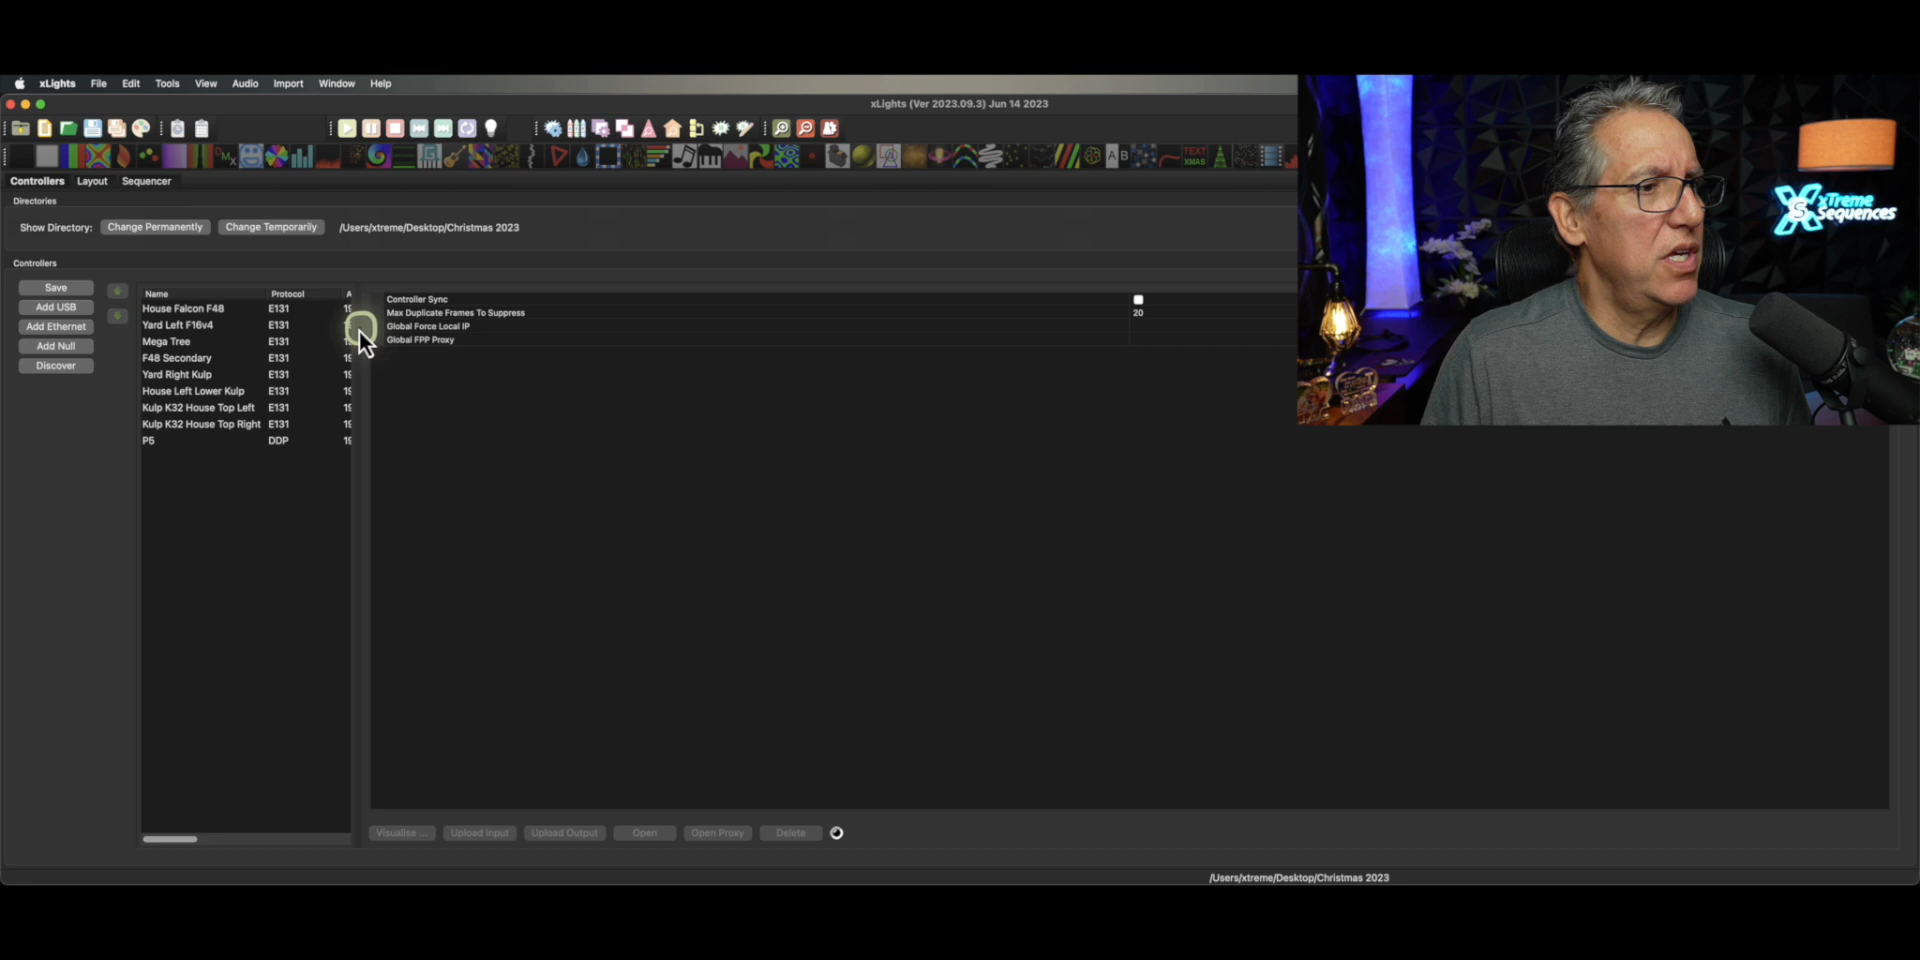 xLights File Edit Tools View Audio Import Window Help
xLights (Ver 2023.09.3) Jun 14 2023
TEXT
XMAS
Controllers Layout Sequencer
Directories
Show Directory: Change Permanently Change Temporarily /Users/xtreme/Desktop/Christmas 2023
Controllers
Save
Add USB
Add Ethernet
Add Null
Discover
Name Protocol
House Falcon F48 E131
Yard Left F16v4 E131
Mega Tree E131
F48 Secondary E131
Yard Right Kulp E131
House Left Lower Kulp E131
Kulp K32 House Top Left E131
Kulp K32 House Top Right E131
P5 DDP
Controller Sync
Max Duplicate Frames To Suppress 20
Global Force Local IP
Global FPP Proxy
Visualise ... Upload Input Upload Output Open Open Proxy Delete
/Users/xtreme/Desktop/Christmas 2023
xTreme
Sequences